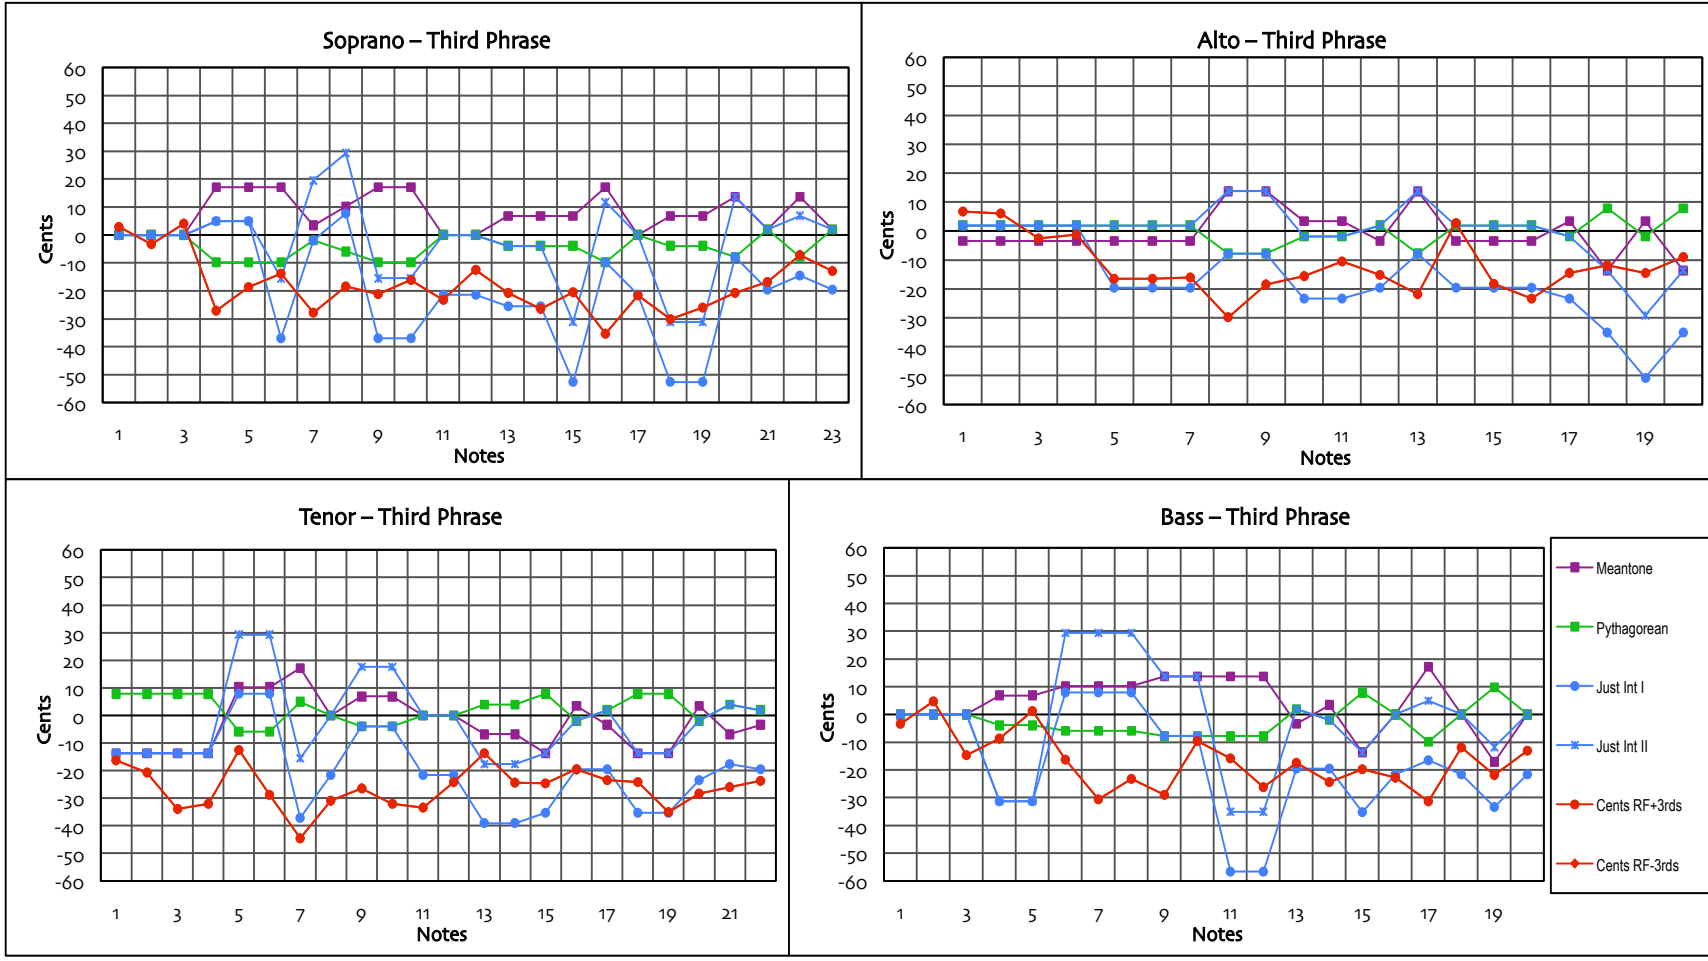 Soprano – Third Phrase
60
50
40
30
20
10
0
-10
-20
-30
-40
-50
-60
Cents
1 3 5 7 9 11 13 15 17 19 21 23
Notes
Alto – Third Phrase
60
50
40
30
20
10
0
-10
-20
-30
-40
-50
-60
Cents
1 3 5 7 9 11 13 15 17 19
Notes
Tenor – Third Phrase
60
50
40
30
20
10
0
-10
-20
-30
-40
-50
-60
Cents
1 3 5 7 9 11 13 15 17 19 21
Notes
Bass – Third Phrase
60
50
40
30
20
10
0
-10
-20
-30
-40
-50
-60
Cents
1 3 5 7 9 11 13 15 17 19
Notes
Meantone
Pythagorean
Just Int I
Just Int II
Cents RF+3rds
Cents RF-3rds